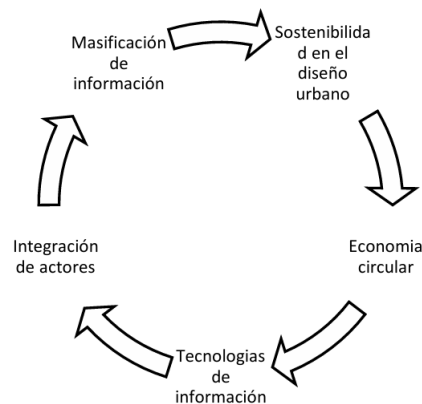 Masificación
de
información
Sostenibilida
d en el
diseño
urbano
Economia
circular
Tecnologias
de
información
Integración
de actores